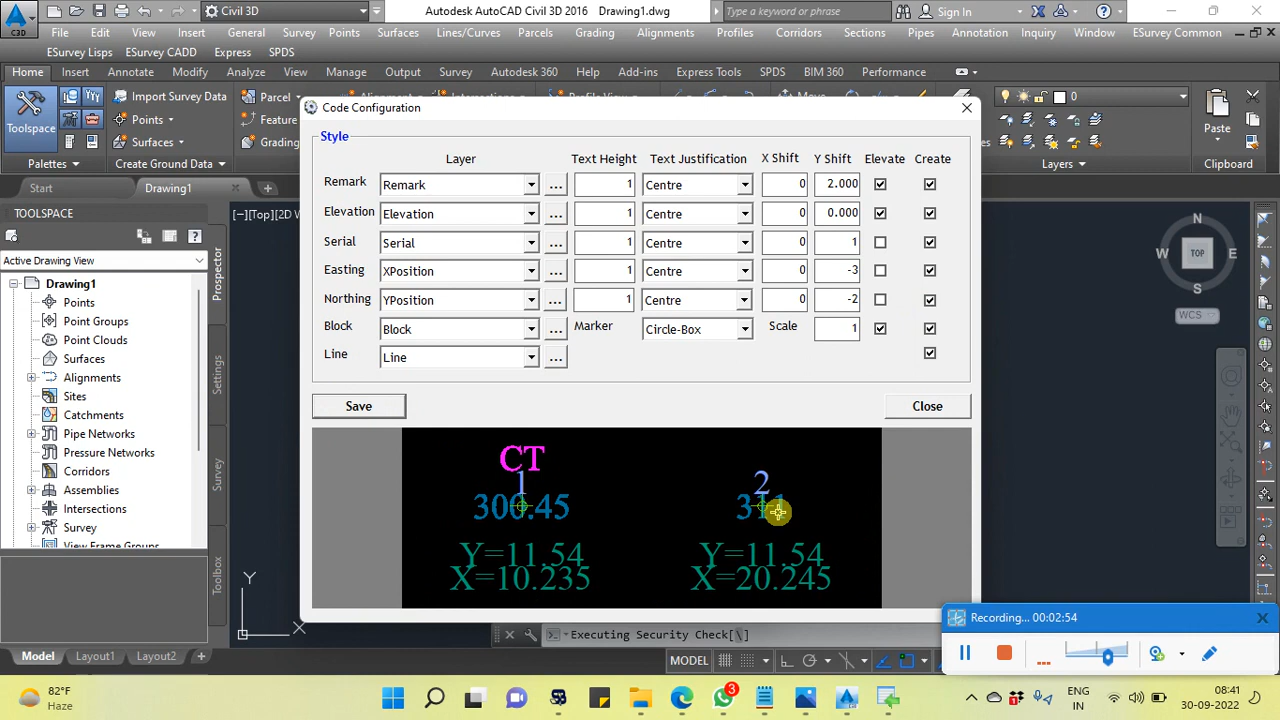 Civil 3D
Autodesk AutoCAD Civil 3D 2016 Drawing1.dwg
Type a keyword or phrase
Sign In
C3D
File Edit View Insert General Survey Points Surfaces Lines/Curves Parcels Grading Alignments Profiles Corridors Sections Pipes Annotation Inquiry Window ESurvey Common
ESurvey Lisps ESurvey CADD Express SPDS
Home Insert Annotate Modify Analyze View Manage Output Survey Autodesk 360 Help Add-ins Express Tools SPDS BIM 360 Performance
Toolspace
Import Survey Data
Points
Surfaces
Parcel
Feature
Grading
Move
0
Paste
Palettes
Create Ground Data
Layers
Clipboard
Start
Drawing1
TOOLSPACE
Active Drawing View
Drawing1
Points
Point Groups
Point Clouds
Surfaces
Alignments
Sites
Catchments
Pipe Networks
Pressure Networks
Corridors
Assemblies
Intersections
Survey
View Frame Groups
Prospector
Settings
Survey
Toolbox
[−][Top][2D W
N
W
TOP
E
S
WCS
Y
X
Code Configuration
Style
Layer Text Height Text Justification X Shift Y Shift Elevate Create
Remark Remark ... 1 Centre 0 2.000
Elevation Elevation ... 1 Centre 0 0.000
Serial Serial ... 1 Centre 0 1
Easting XPosition ... 1 Centre 0 -3
Northing YPosition ... 1 Centre 0 -2
Block Block ... Marker Circle-Box Scale 1
Line Line ...
Save
Close
CT
1
300.45
Y=11.54
X=10.235
2
311
Y=11.54
X=20.245
Executing Security Check[\]
Recording... 00:02:54
Model Layout1 Layout2
MODEL
82°F
Haze
3
ENG
IN
08:41
30-09-2022